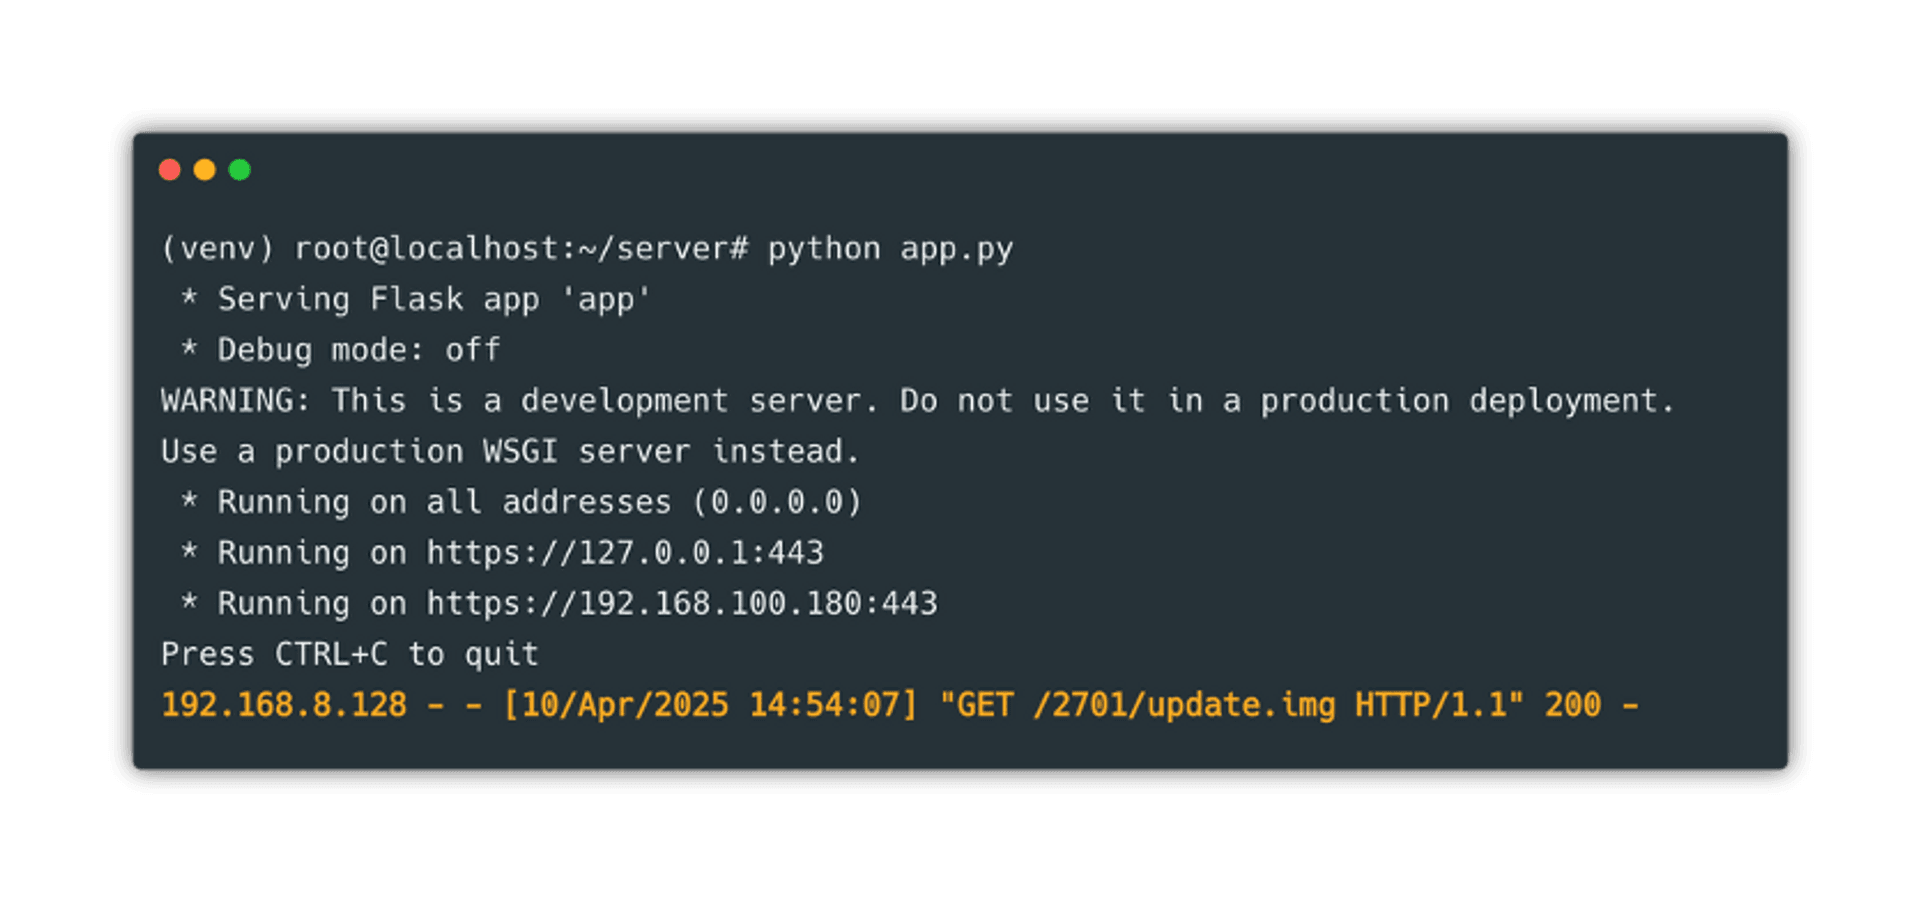 (venv) root@localhost:~/server# python app.py
 * Serving Flask app 'app'
 * Debug mode: off
WARNING: This is a development server. Do not use it in a production deployment.
Use a production WSGI server instead.
 * Running on all addresses (0.0.0.0)
 * Running on https://127.0.0.1:443
 * Running on https://192.168.100.180:443
Press CTRL+C to quit
192.168.8.128 - - [10/Apr/2025 14:54:07] "GET /2701/update.img HTTP/1.1" 200 -